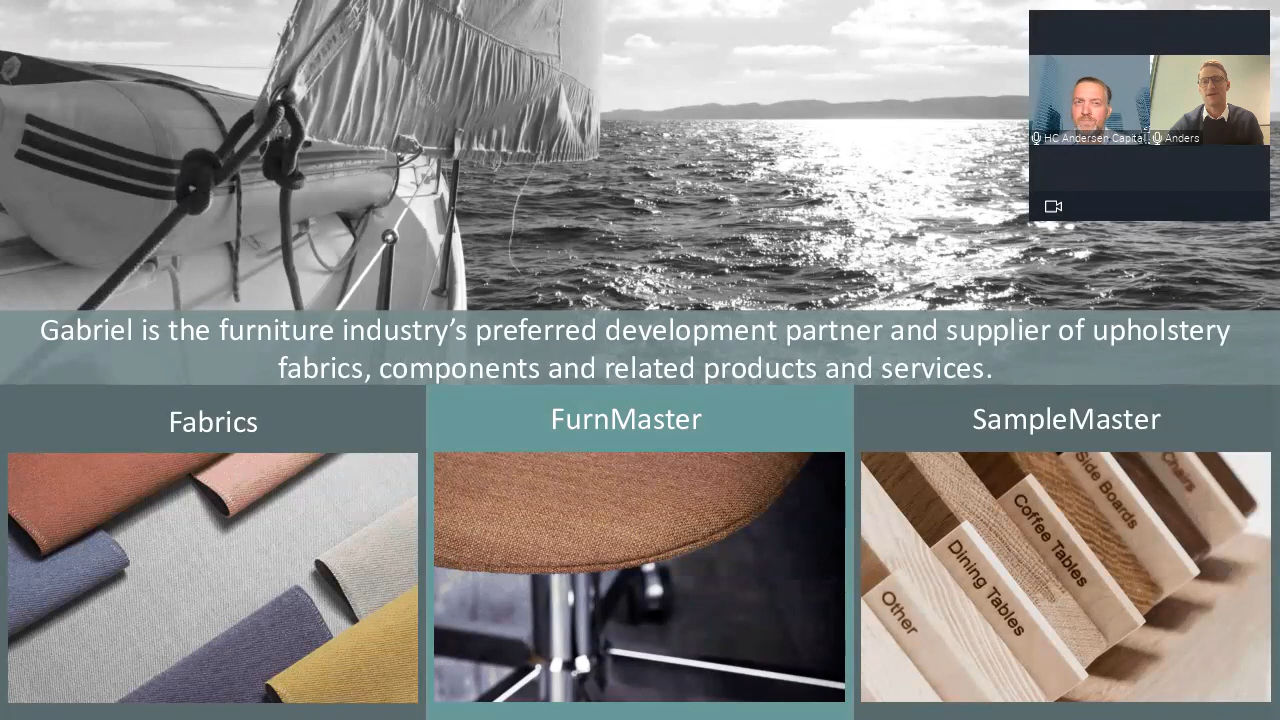 HC Andersen Capital
Anders
Gabriel is the furniture industry's preferred development partner and supplier of upholstery
fabrics, components and related products and services.
Fabrics
FurnMaster
SampleMaster
Other
Dining Tables
Coffee Tables
Side Boards
Chairs